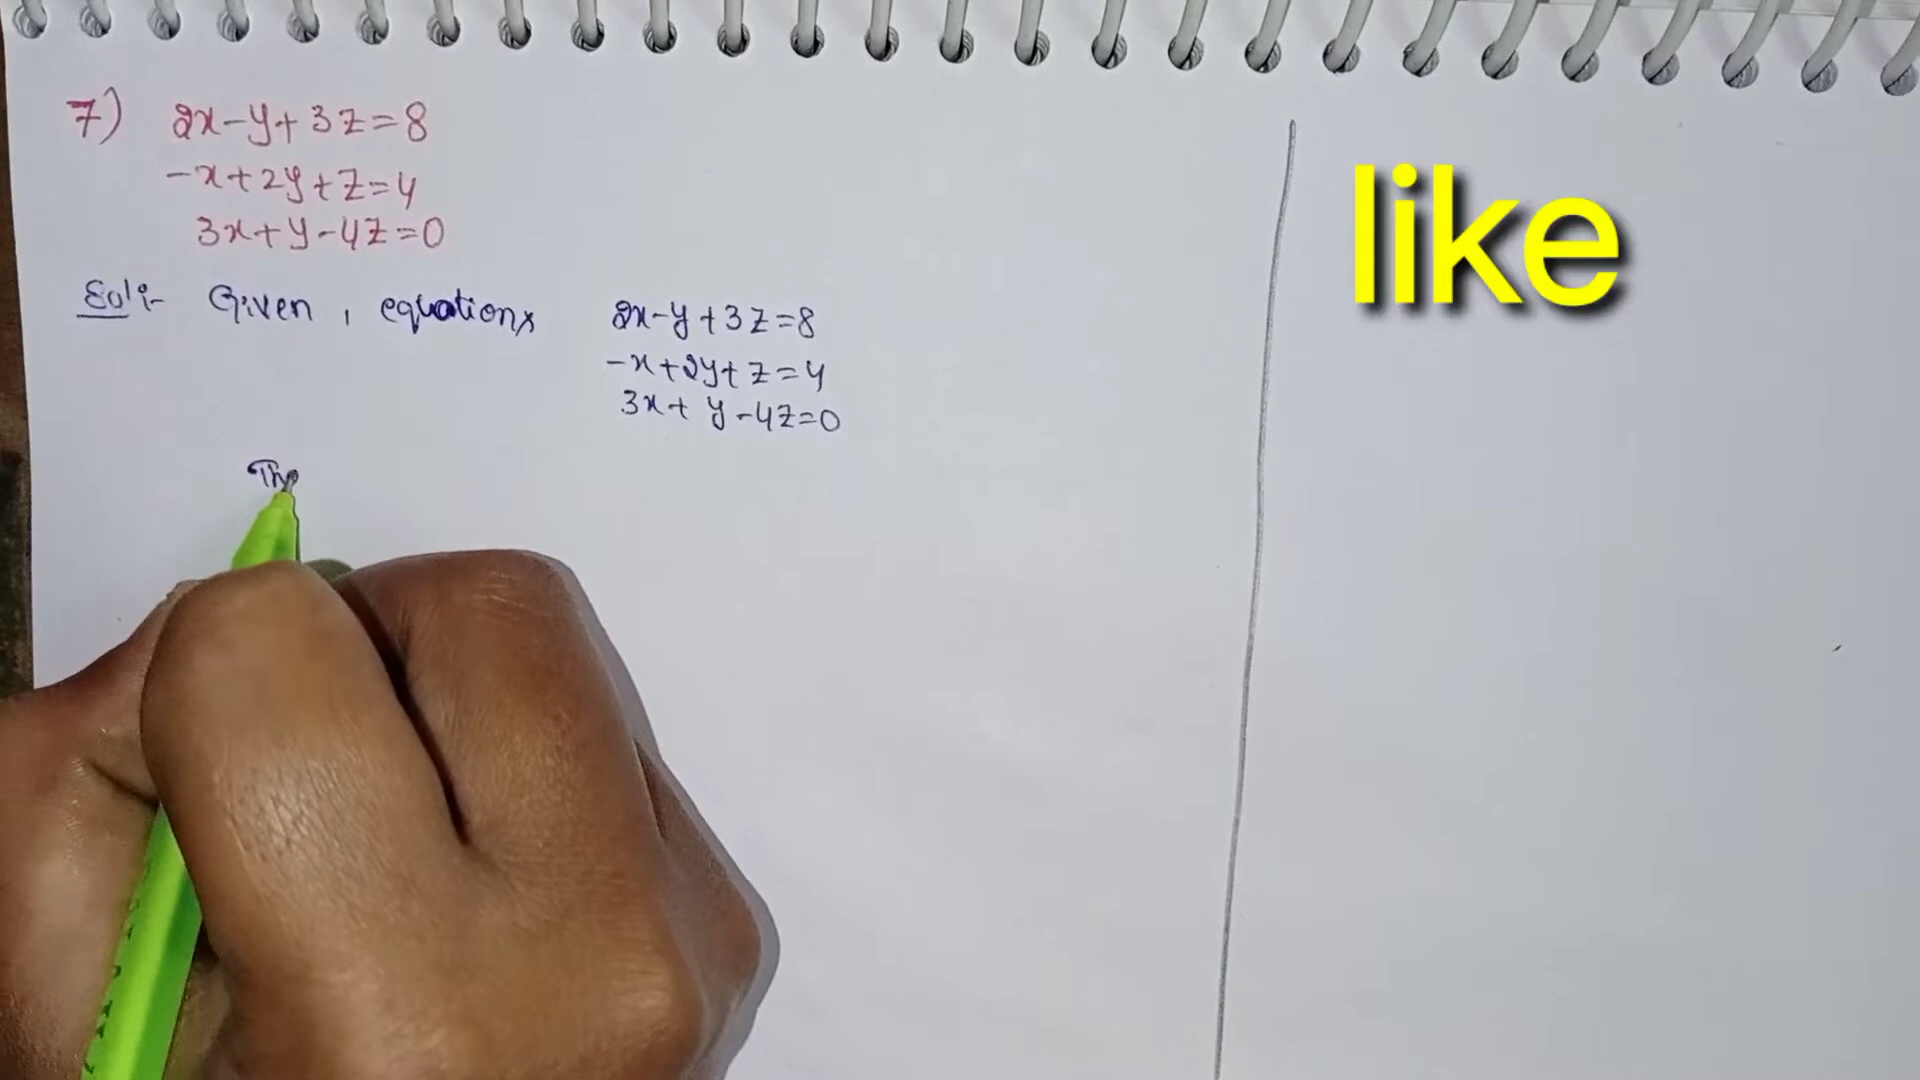 7) 2x-y+3z=8
-x+2y+z=4
3x+y-4z=0
Sol:- Given, equations 2x-y+3z=8
-x+2y+z=4
3x+y-4z=0
The
like